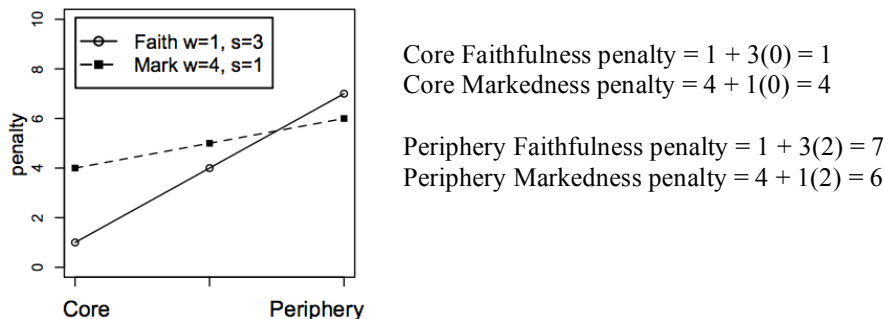 10
8
6
4
2
0
penalty
Faith w=1, s=3
Mark w=4, s=1
Core
Periphery
Core Faithfulness penalty = 1 + 3(0) = 1
Core Markedness penalty = 4 + 1(0) = 4
Periphery Faithfulness penalty = 1 + 3(2) = 7
Periphery Markedness penalty = 4 + 1(2) = 6